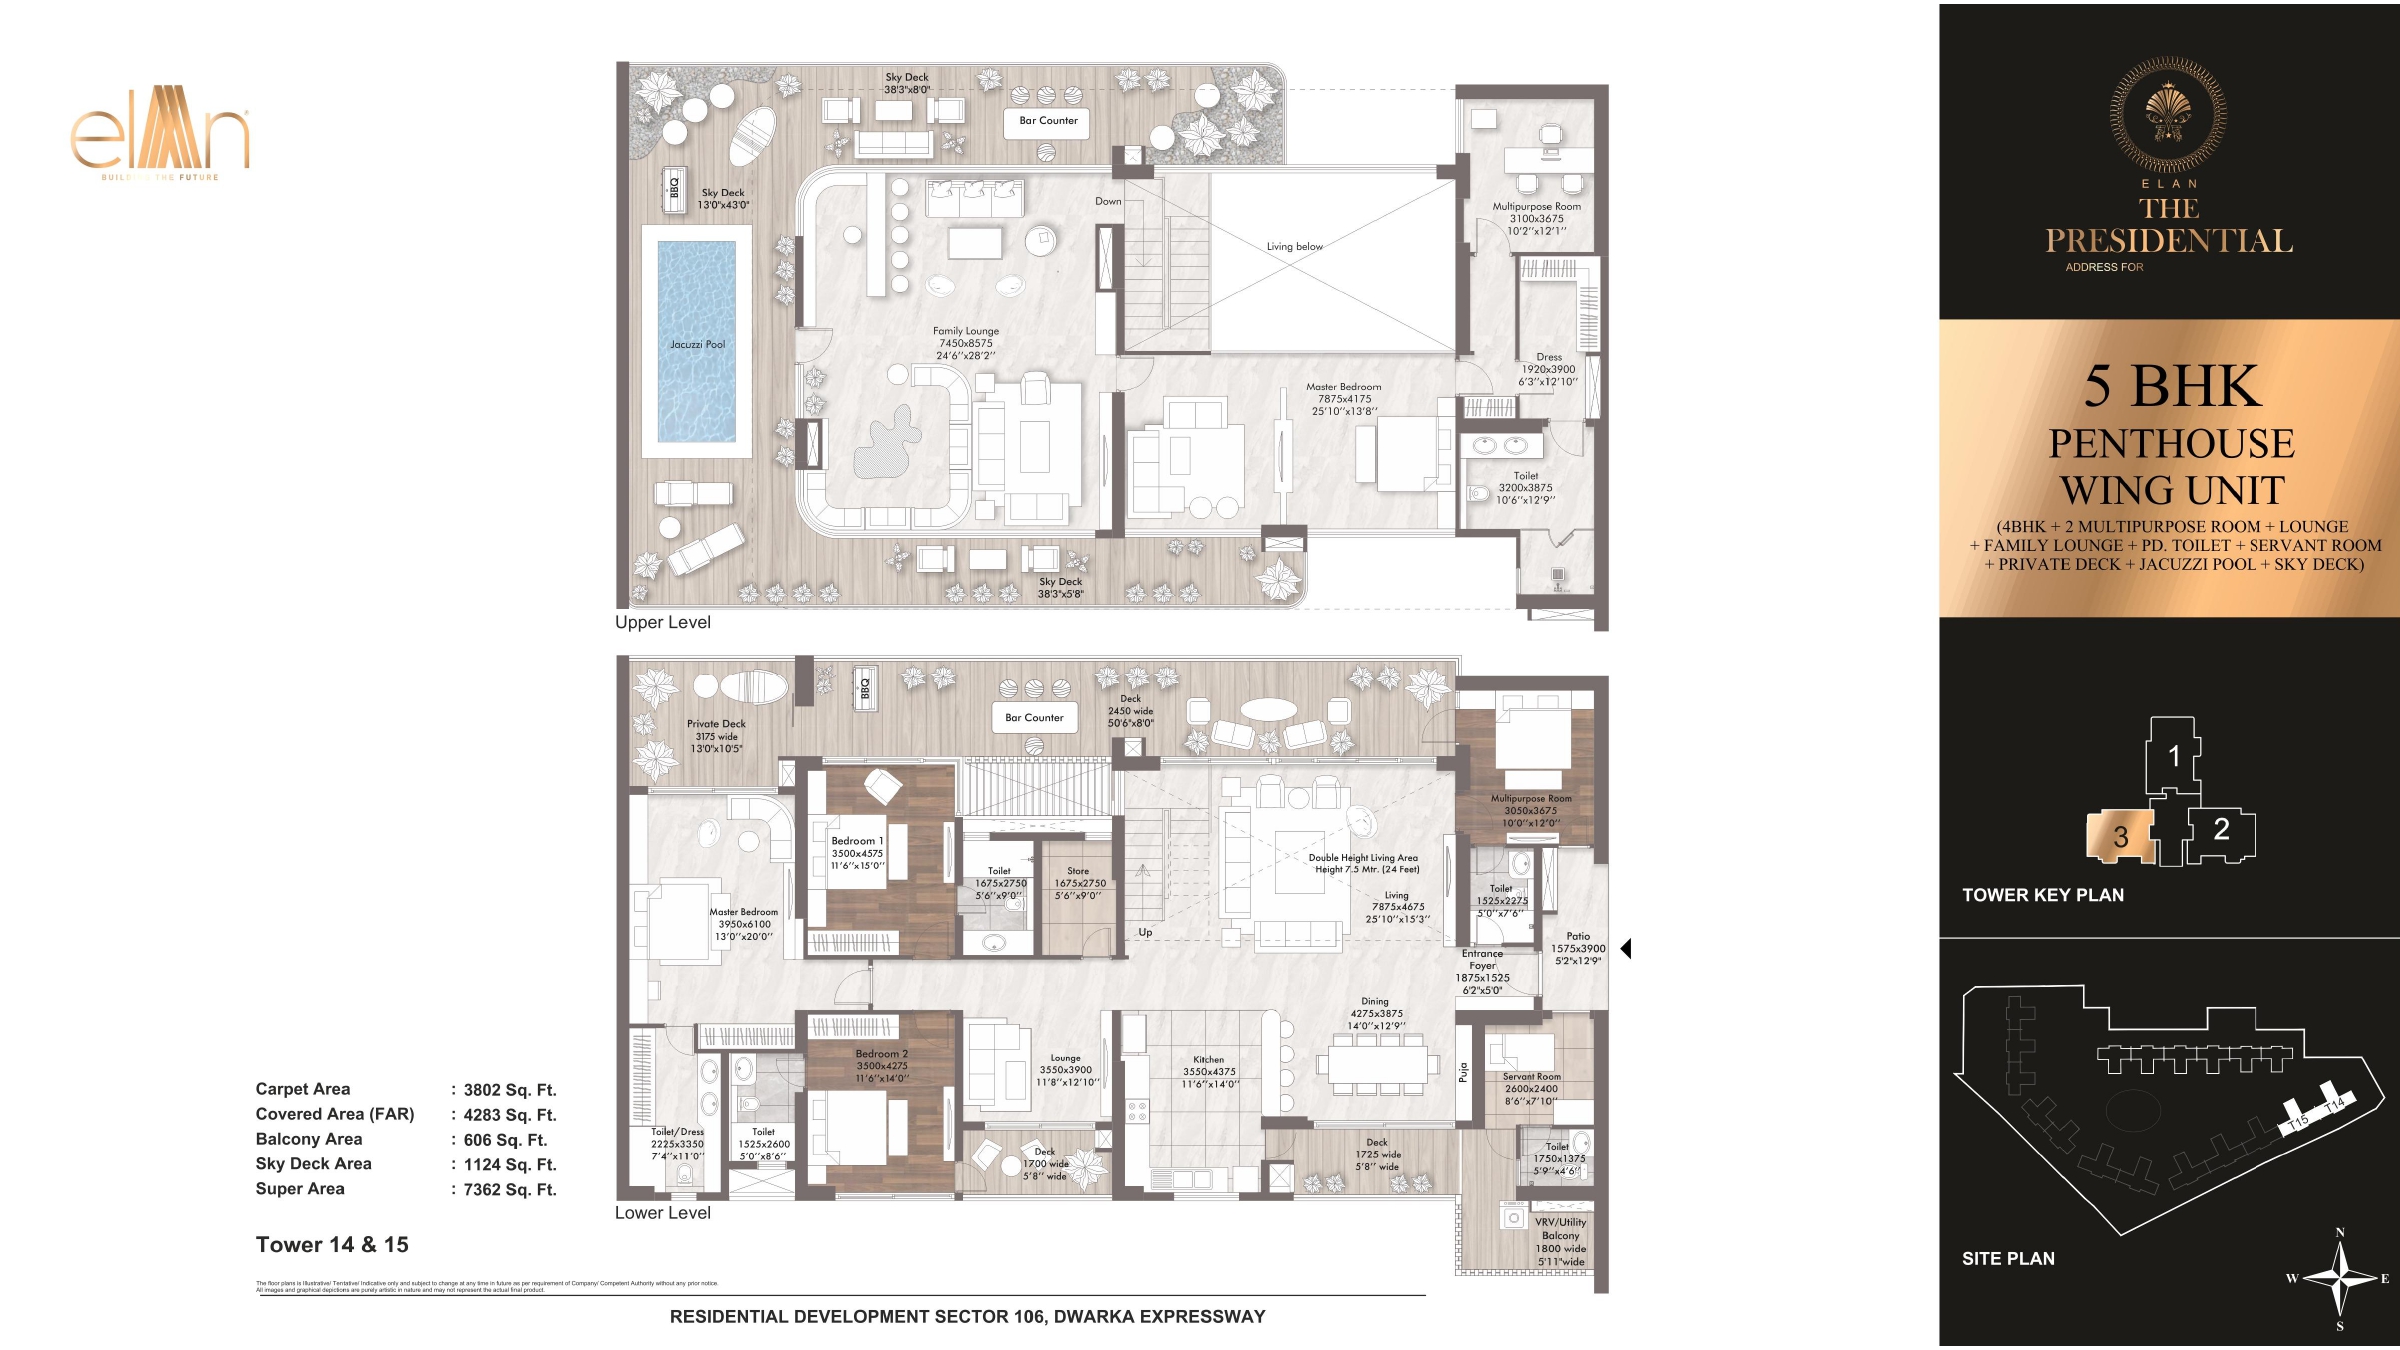 elan
BUILDING THE FUTURE
Sky Deck
38'3"x8'0"
Bar Counter
BBQ
Sky Deck
13'0"x43'0"
Jacuzzi Pool
Down
Living below
Multipurpose Room
3100x3675
10'2''x12'1''
Family Lounge
7450x8575
24'6''x28'2''
Dress
1920x3900
6'3''x12'10''
Master Bedroom
7875x4175
25'10''x13'8''
Toilet
3200x3875
10'6''x12'9''
Sky Deck
38'3"x5'8"
Upper Level
Private Deck
3175 wide
13'0"x10'5"
BBQ
Bar Counter
Deck
2450 wide
50'6"x8'0"
Multipurpose Room
3050x3675
10'0''x12'0''
Bedroom 1
3500x4575
11'6''x15'0''
Toilet
1675x2750
5'6''x9'0''
Store
1675x2750
5'6''x9'0''
Double Height Living Area
Height 7.5 Mtr. (24 Feet)
Living
7875x4675
25'10''x15'3''
Toilet
1525x2275
5'0''x7'6''
Master Bedroom
3950x6100
13'0''x20'0''
Up
Patio
1575x3900
5'2"x12'9"
Entrance
Foyer
1875x1525
6'2"x5'0"
Dining
4275x3875
14'0''x12'9''
Bedroom 2
3500x4275
11'6''x14'0''
Lounge
3550x3900
11'8''x12'10''
Kitchen
3550x4375
11'6''x14'0''
Puja
Servant Room
2600x2400
8'6''x7'10''
Toilet/Dress
2225x3350
7'4''x11'0''
Toilet
1525x2600
5'0''x8'6''
Deck
1700 wide
5'8'' wide
Deck
1725 wide
5'8'' wide
Toilet
1750x1375
5'9''x4'6''
VRV/Utility
Balcony
1800 wide
5'11"wide
Lower Level
Carpet Area : 3802 Sq. Ft.
Covered Area (FAR) : 4283 Sq. Ft.
Balcony Area : 606 Sq. Ft.
Sky Deck Area : 1124 Sq. Ft.
Super Area : 7362 Sq. Ft.
Tower 14 & 15
The floor plans is Illustrative/ Tentative/ Indicative only and subject to change at any time in future as per requirement of Company/ Competent Authority without any prior notice.
All images and graphical depictions are purely artistic in nature and may not represent the actual final product.
RESIDENTIAL DEVELOPMENT SECTOR 106, DWARKA EXPRESSWAY
ELAN
THE
PRESIDENTIAL
ADDRESS FOR
5 BHK
PENTHOUSE
WING UNIT
(4BHK + 2 MULTIPURPOSE ROOM + LOUNGE
+ FAMILY LOUNGE + PD. TOILET + SERVANT ROOM
+ PRIVATE DECK + JACUZZI POOL + SKY DECK)
1
3
2
TOWER KEY PLAN
T14
T15
SITE PLAN
N
W
E
S